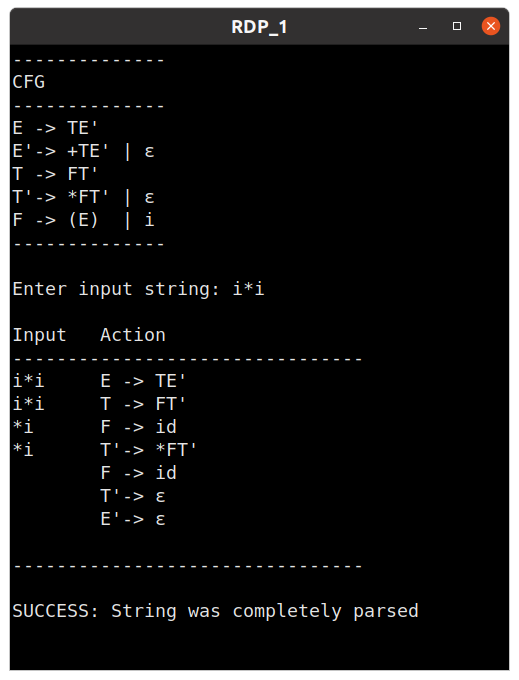 RDP_1
--------------
CFG
--------------
E -> TE'
E'-> +TE' | ε
T -> FT'
T'-> *FT' | ε
F -> (E)  | i
--------------
Enter input string: i*i
Input   Action
--------------------------------
i*i     E -> TE'
i*i     T -> FT'
*i      F -> id
*i      T'-> *FT'
        F -> id
        T'-> ε
        E'-> ε
--------------------------------
SUCCESS: String was completely parsed